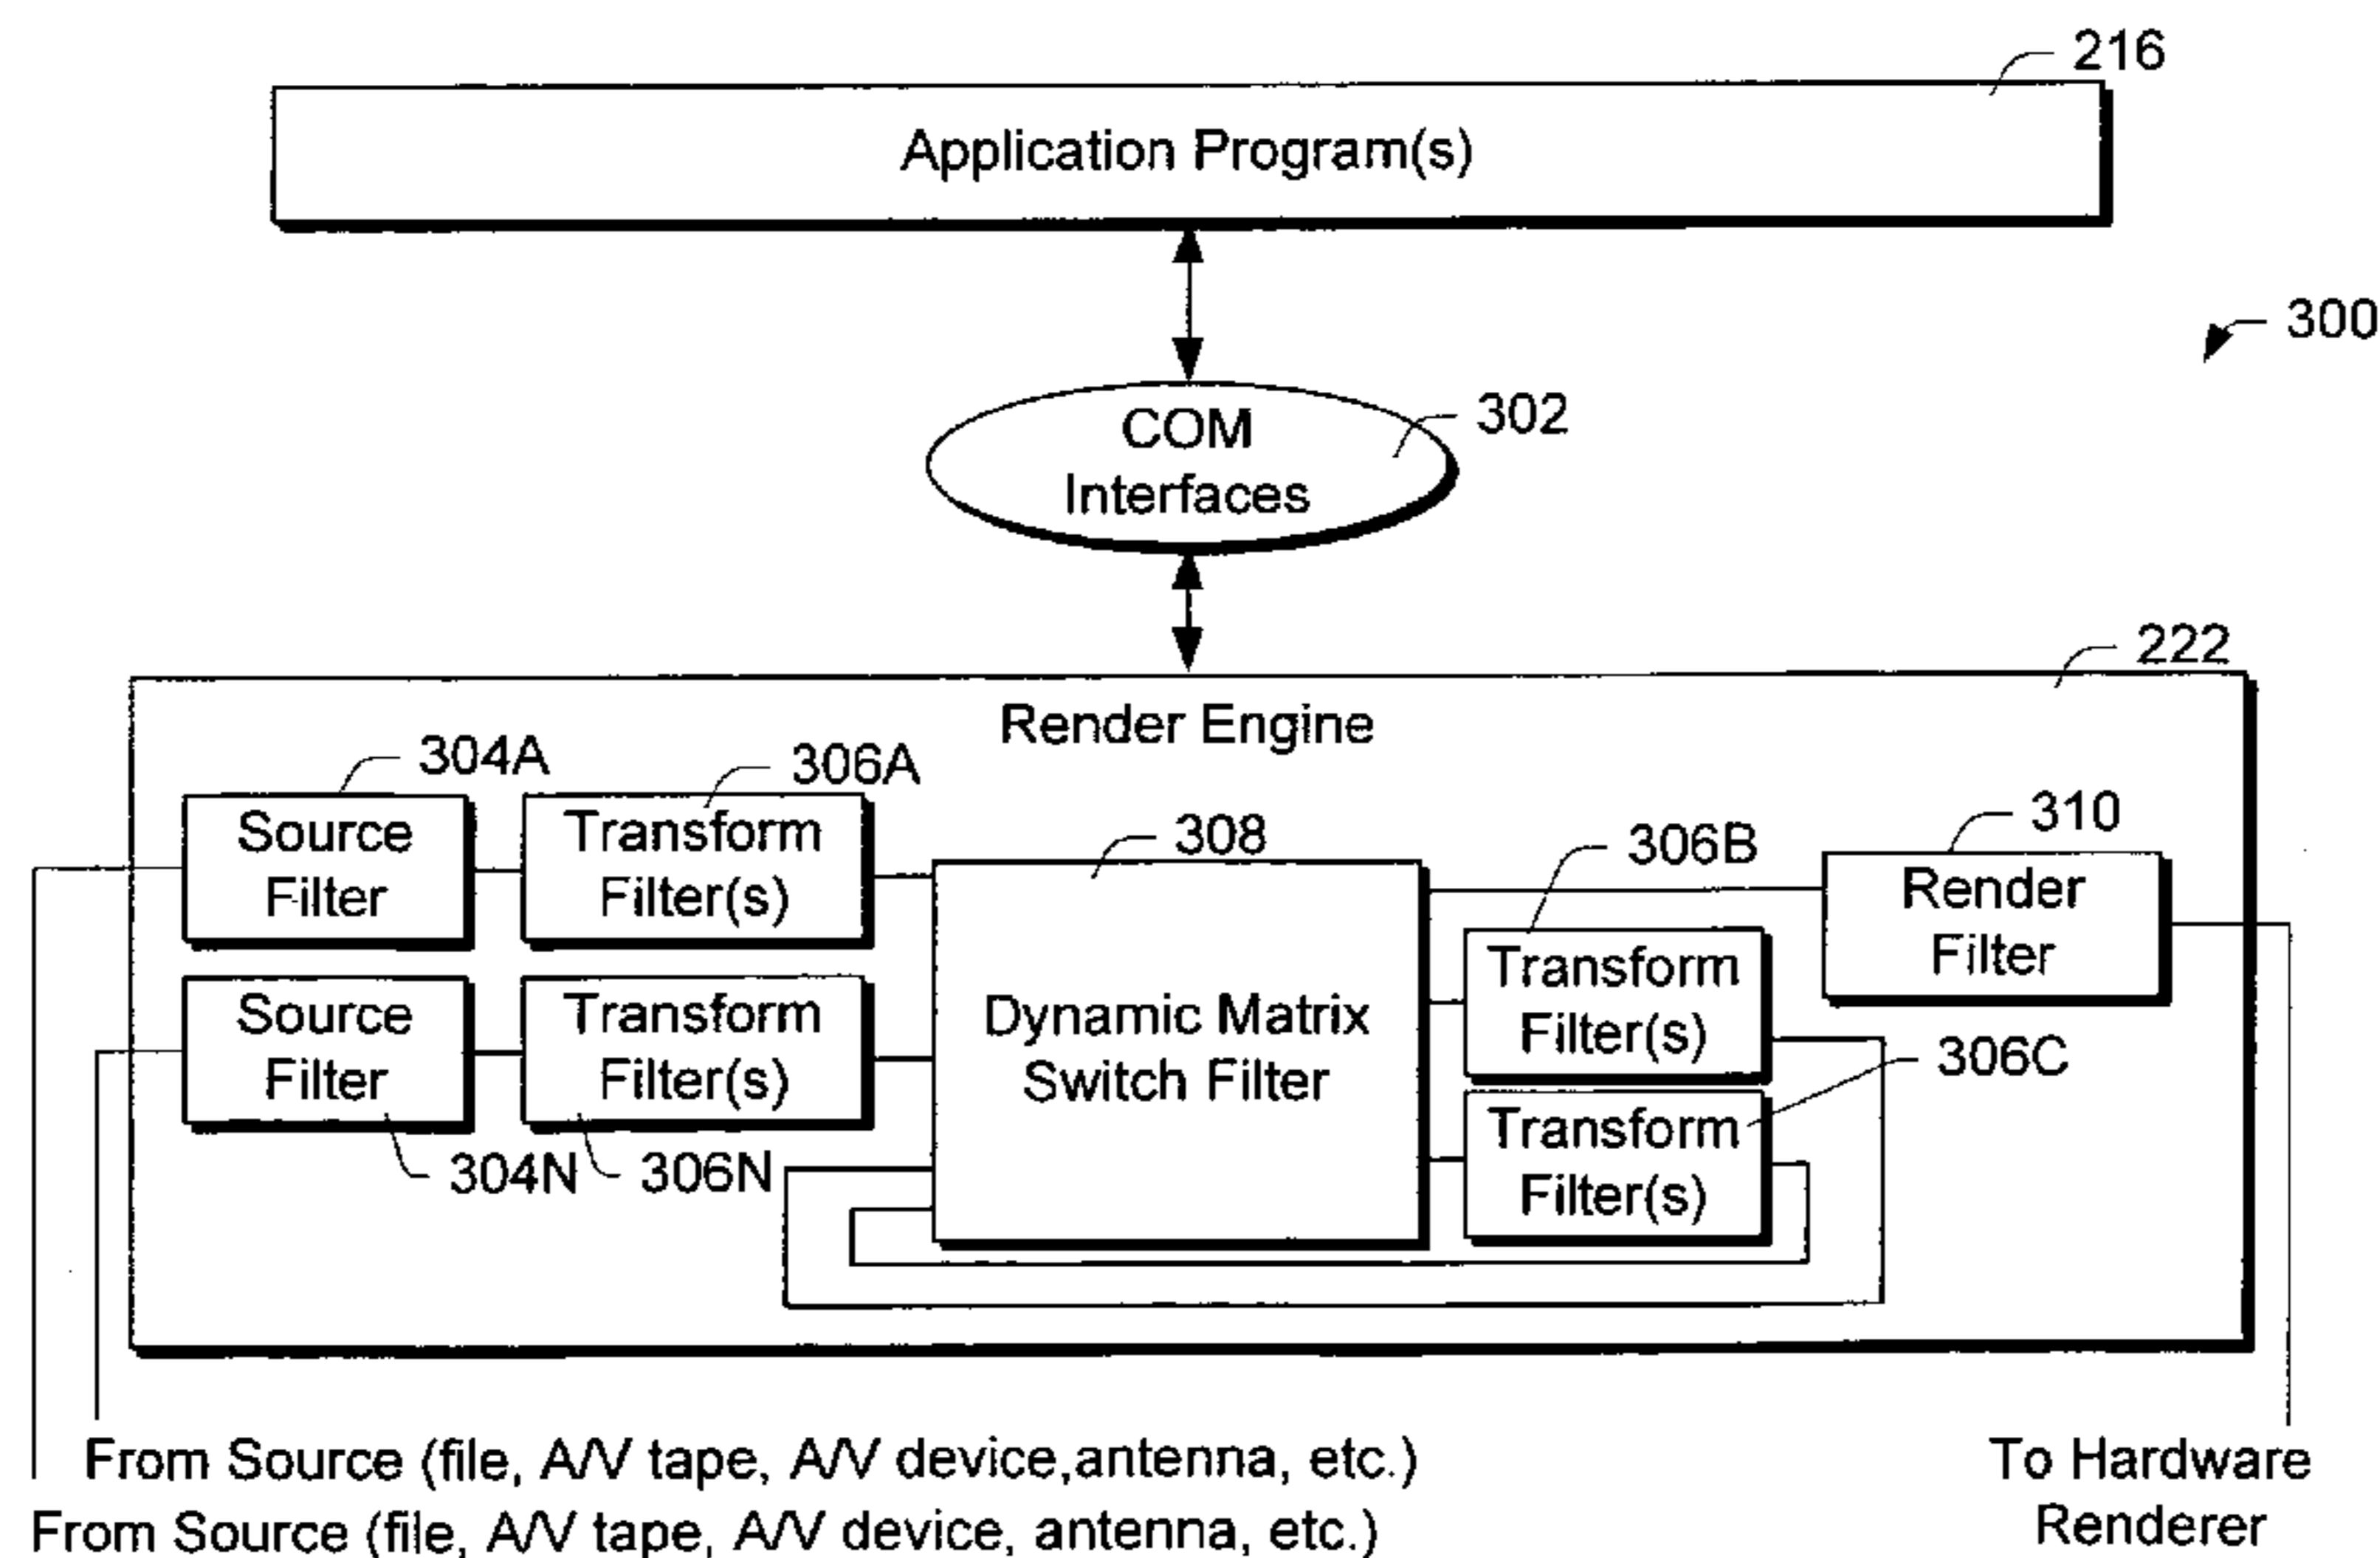 216
Application Program(s)
300
COM
Interfaces
302
222
Render Engine
304A
306A
Source
Filter
Transform
Filter(s)
308
306B
310
Render
Filter
Source
Filter
Transform
Filter(s)
Dynamic Matrix
Switch Filter
Transform
Filter(s)
306C
304N
306N
Transform
Filter(s)
From Source (file, A/V tape, A/V device,antenna, etc.)
From Source (file, A/V tape, A/V device, antenna, etc.)
To Hardware
Renderer